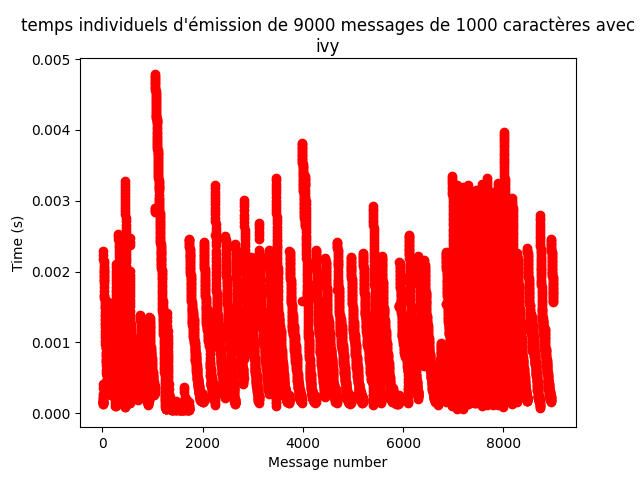 temps individuels d'émission de 9000 messages de 1000 caractères avec
ivy
0.005
0.004
0.003
0.002
0.001
0.000
Time (s)
0
2000
4000
6000
8000
Message number